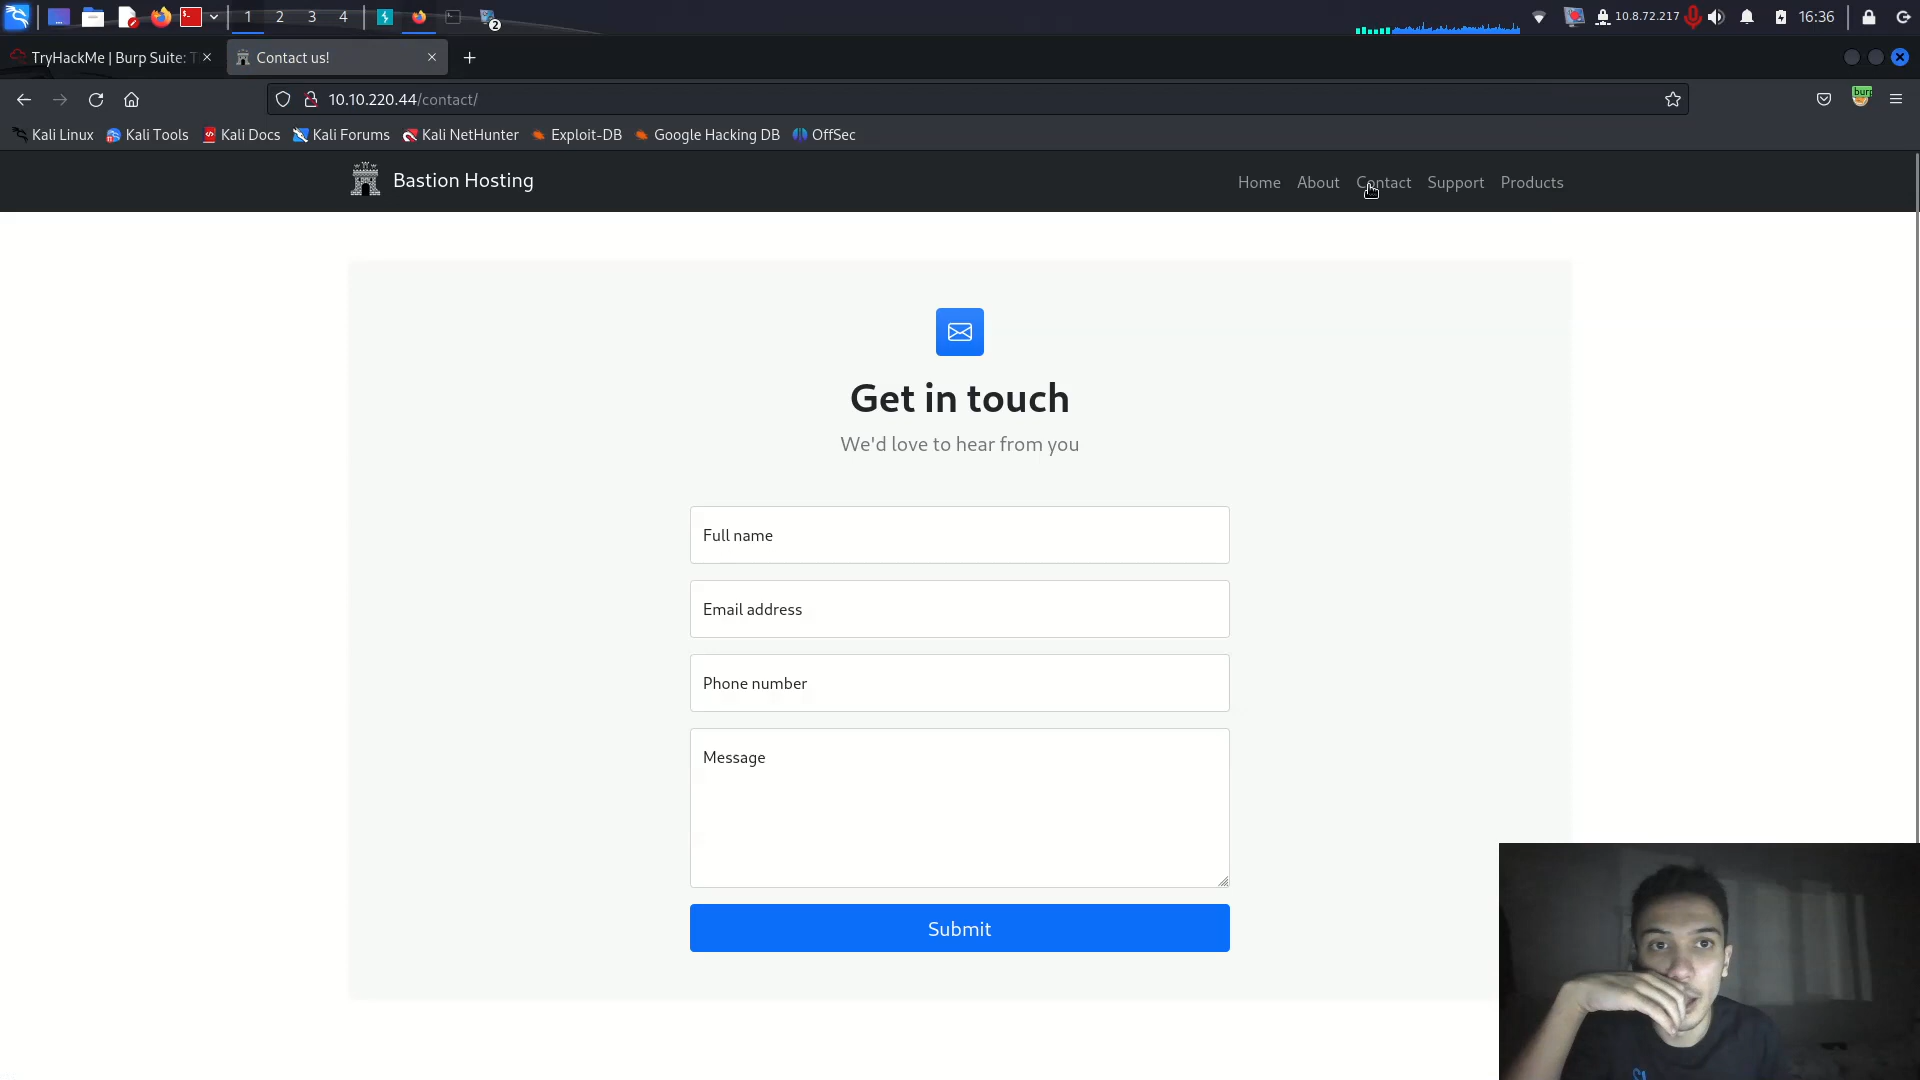 1 2 3 4 2 10.8.72.217 16:36
TryHackMe | Burp Suite: T Contact us!
10.10.220.44/contact/ burp
Kali Linux Kali Tools Kali Docs Kali Forums Kali NetHunter Exploit-DB Google Hacking DB OffSec
Bastion Hosting Home About Contact Support Products
Get in touch
We'd love to hear from you
Full name
Email address
Phone number
Message
Submit